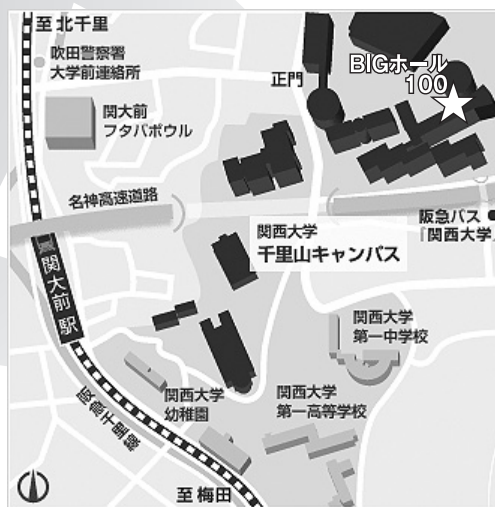 至北千里
吹田警察署
大学前連絡所
関大前
フタバボウル
正門
BIGホール
100
名神高速道路
阪急バス
「関西大学」
関西大学
千里山キャンパス
関大前駅
関西大学
第一中学校
阪急千里線
関西大学
幼稚園
関西大学
第一高等学校
至梅田